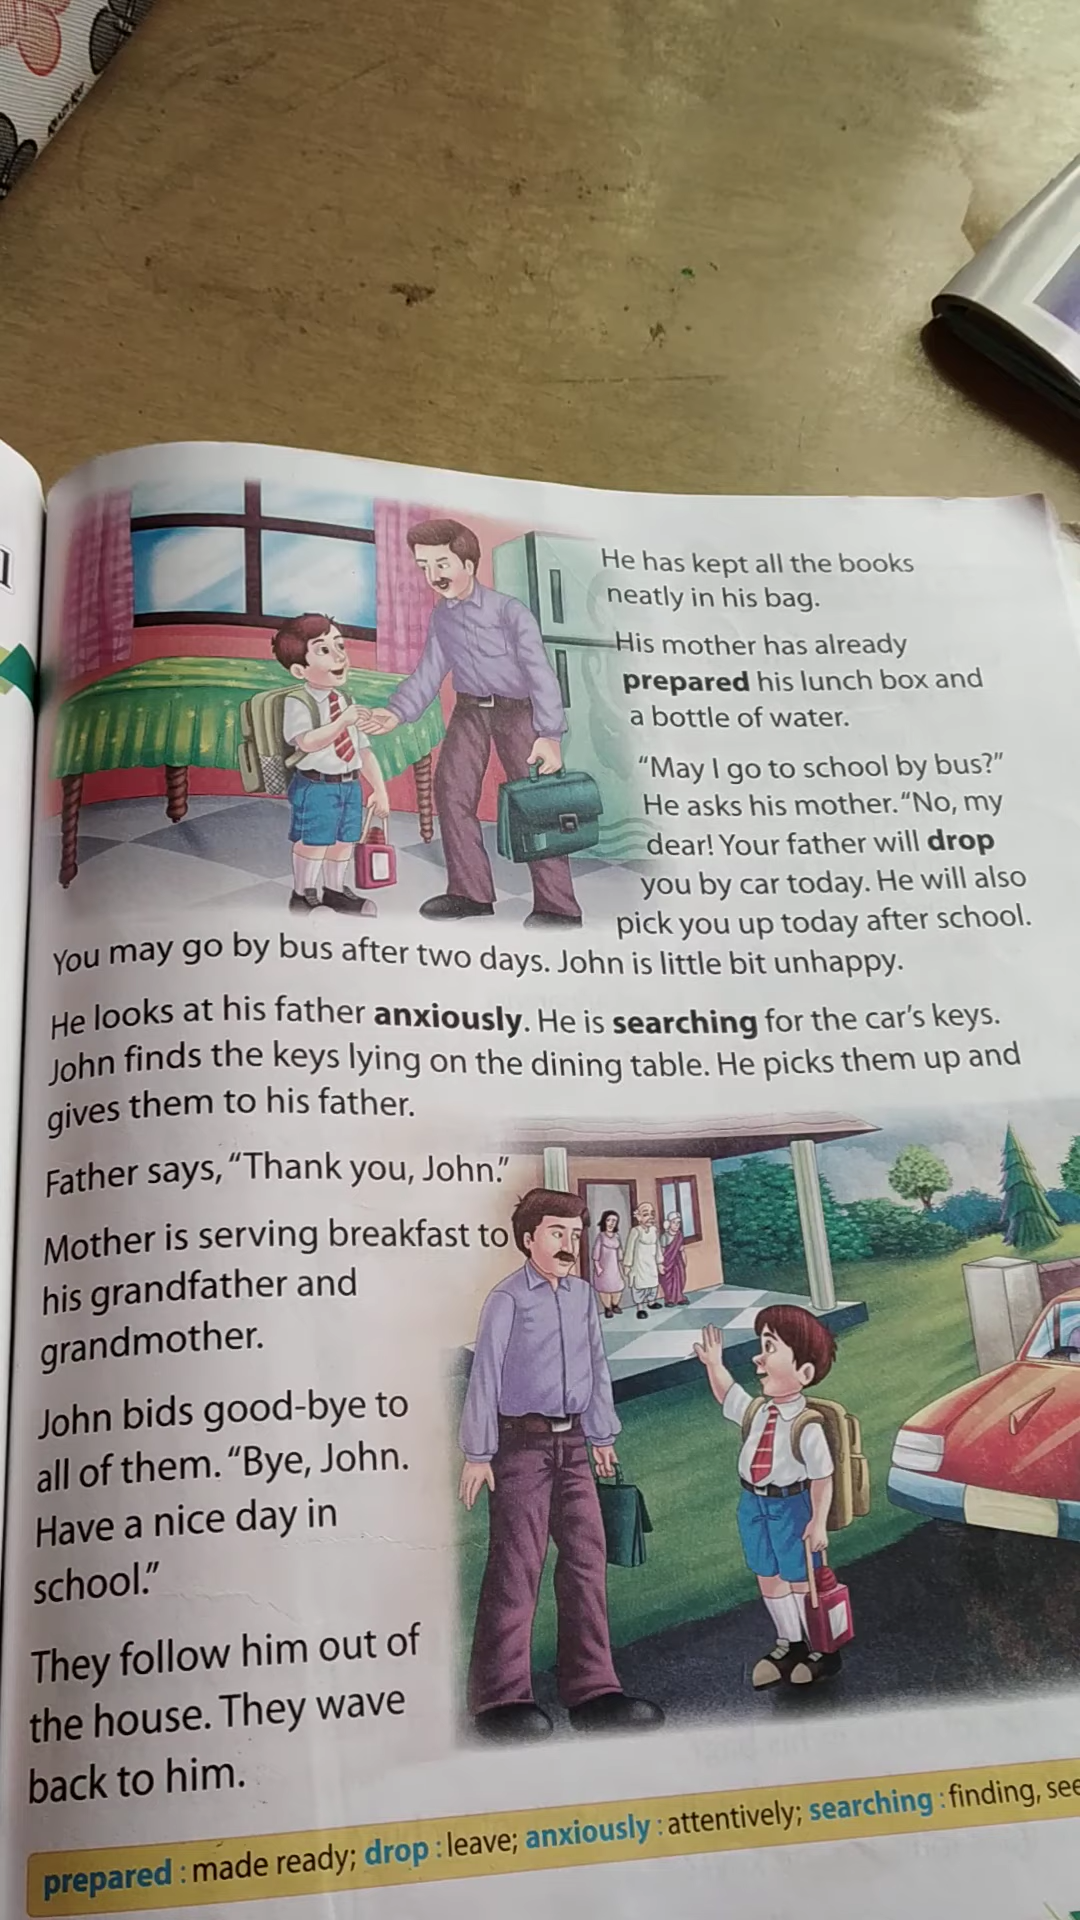 He has kept all the books
neatly in his bag.
His mother has already
prepared his lunch box and
a bottle of water.
“May I go to school by bus?”
He asks his mother. “No, my
dear! Your father will drop
you by car today. He will also
pick you up today after school.
You may go by bus after two days. John is little bit unhappy.
He looks at his father anxiously. He is searching for the car’s keys.
John finds the keys lying on the dining table. He picks them up and
gives them to his father.
Father says, “Thank you, John.”
Mother is serving breakfast to
his grandfather and
grandmother.
John bids good-bye to
all of them. “Bye, John.
Have a nice day in
school.”
They follow him out of
the house. They wave
back to him.
prepared : made ready; drop : leave; anxiously : attentively; searching : finding,